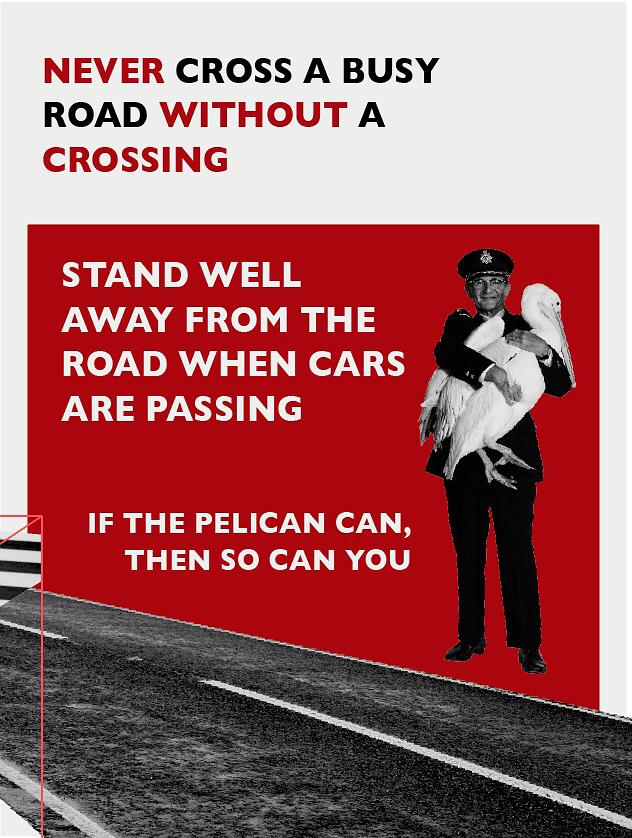 NEVER CROSS A BUSY
ROAD WITHOUT A
CROSSING
STAND WELL
AWAY FROM THE
ROAD WHEN CARS
ARE PASSING
IF THE PELICAN CAN,
THEN SO CAN YOU